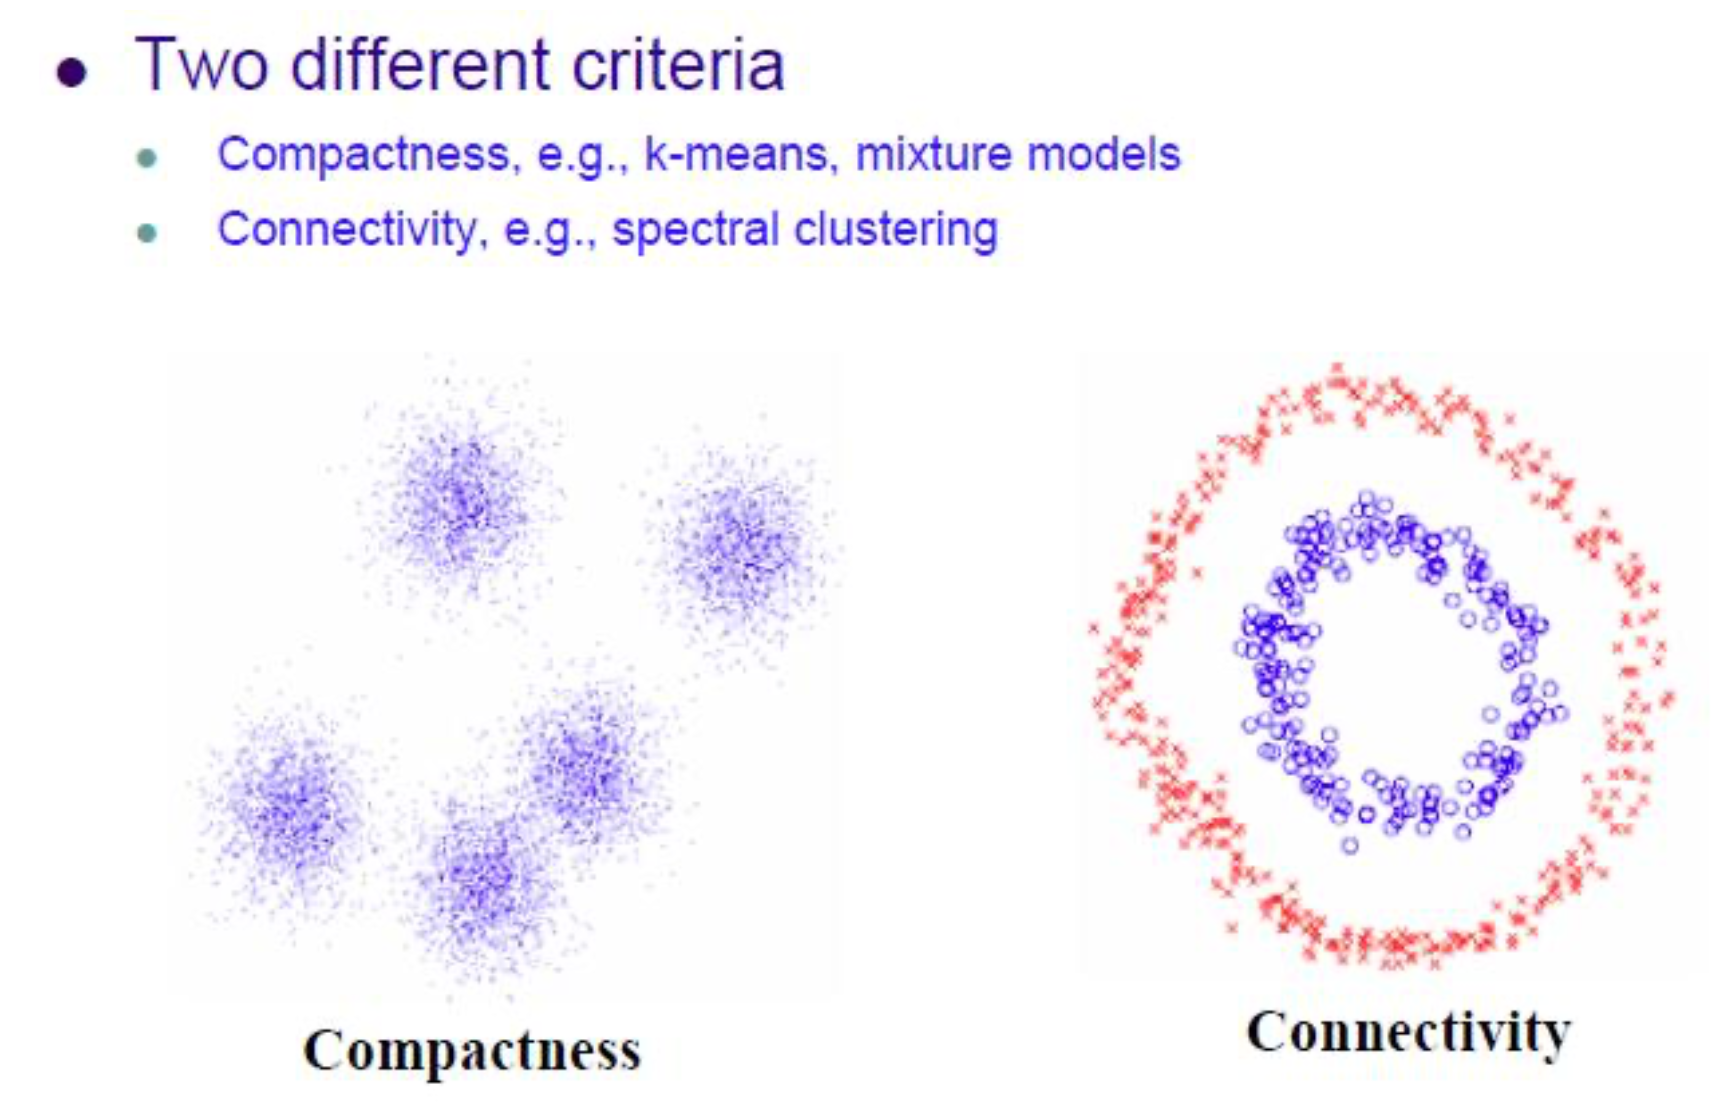 • Two different criteria
• Compactness, e.g., k-means, mixture models
• Connectivity, e.g., spectral clustering
Compactness
Connectivity